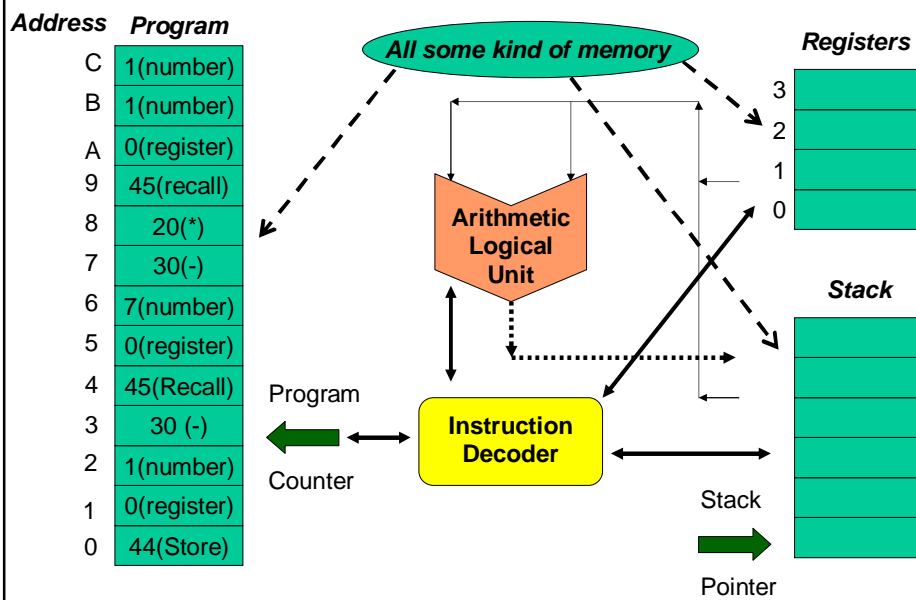 Address Program
All some kind of memory
Registers
C 1(number)
B 1(number)
A 0(register)
9 45(recall)
8 20(*)
7 30(-)
6 7(number)
5 0(register)
4 45(Recall)
3 30 (-)
2 1(number)
1 0(register)
0 44(Store)
Program
Counter
Arithmetic
Logical
Unit
Instruction
Decoder
3
2
1
0
Stack
Stack
Pointer